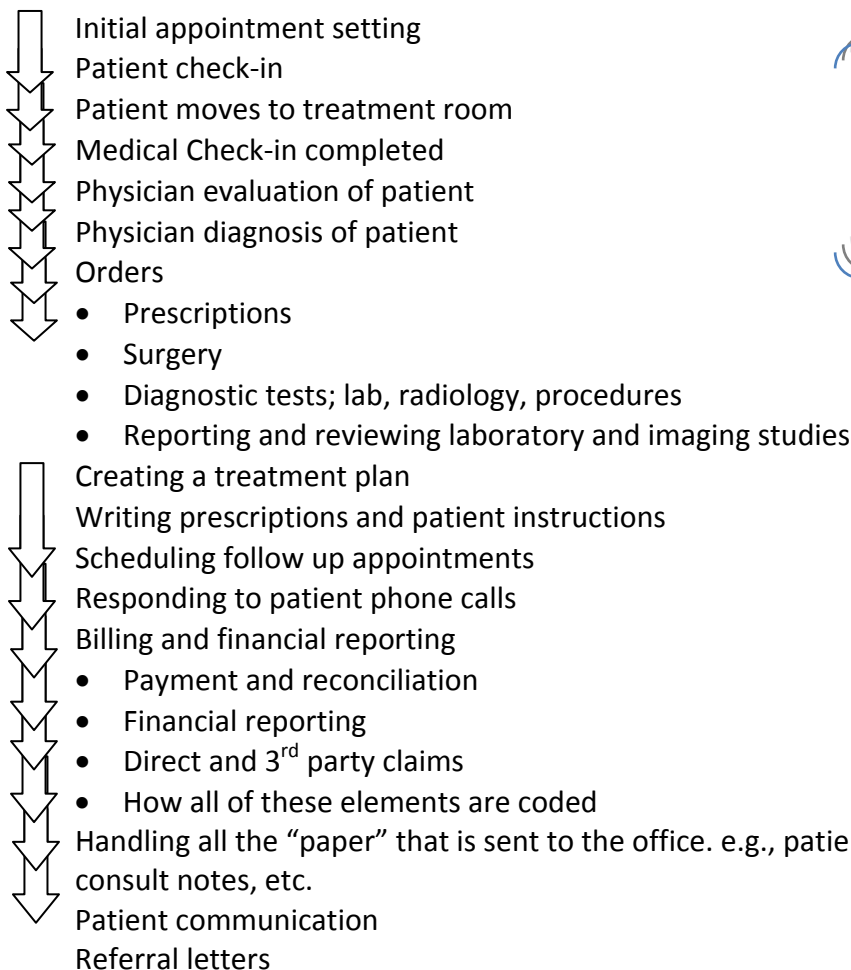 Initial appointment setting
Patient check-in
Patient moves to treatment room
Medical Check-in completed
Physician evaluation of patient
Physician diagnosis of patient
Orders
• Prescriptions
• Surgery
• Diagnostic tests; lab, radiology, procedures
• Reporting and reviewing laboratory and imaging studies
Creating a treatment plan
Writing prescriptions and patient instructions
Scheduling follow up appointments
Responding to patient phone calls
Billing and financial reporting
• Payment and reconciliation
• Financial reporting
• Direct and 3rd party claims
• How all of these elements are coded
Handling all the “paper” that is sent to the office. e.g.,
consult notes, etc.
Patient communication
Referral letters